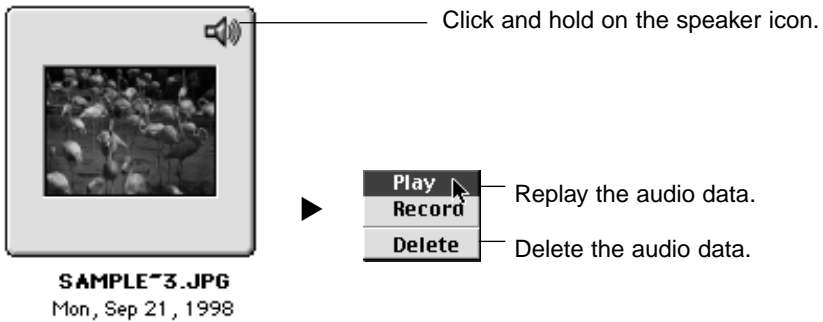 Click and hold on the speaker icon.
Play
Replay the audio data.
Record
Delete
Delete the audio data.
SAMPLE~3.JPG
Mon, Sep 21, 1998